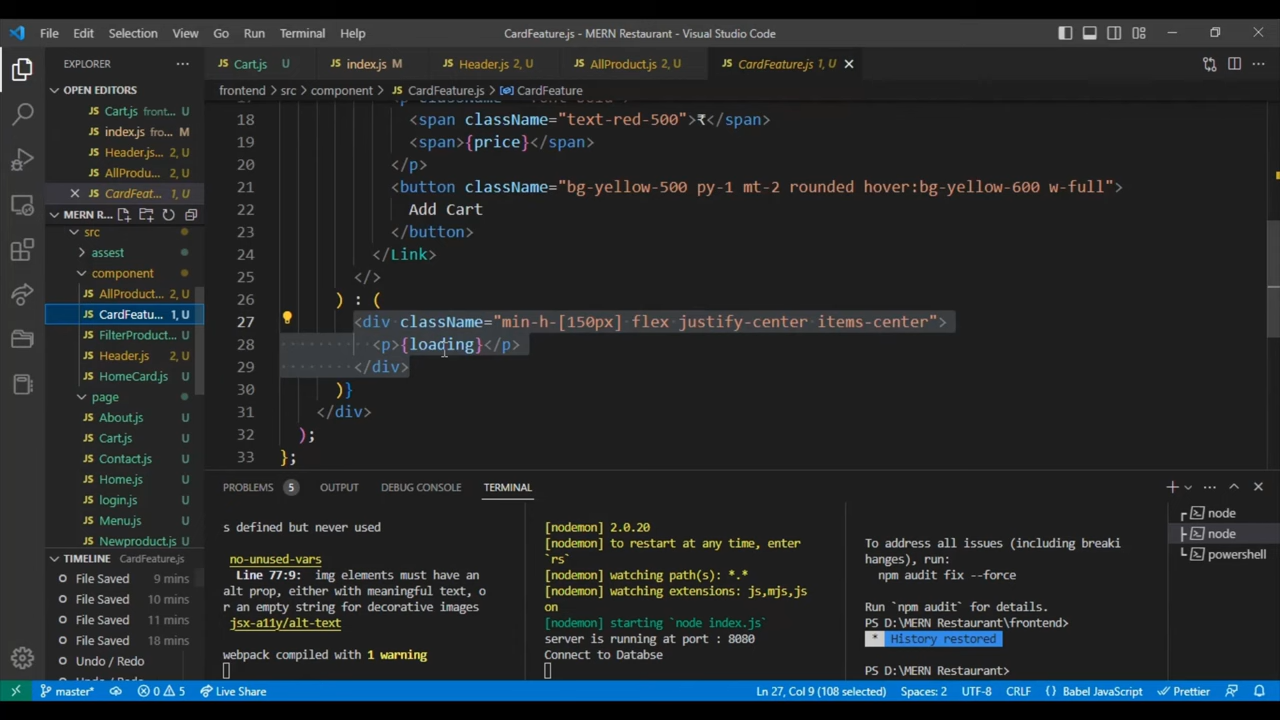 File Edit Selection View Go Run Terminal Help
CardFeature.js - MERN Restaurant - Visual Studio Code
EXPLORER
OPEN EDITORS
Cart.js front...
index.js fro... M
Header.js... 2, U
AllProdu... 2, U
CardFeat... 1, U
MERN R...
src
assest
component
AllProduct... 2, U
CardFeatu... 1, U
FilterProduct... U
Header.js 2, U
HomeCard.js U
page
About.js U
Cart.js U
Contact.js U
Home.js U
login.js U
Menu.js U
Newproduct.js U
TIMELINE CardFeature.js
File Saved 9 mins
File Saved 10 mins
File Saved 11 mins
File Saved 18 mins
Undo / Redo
Cart.js U
index.js M
Header.js 2, U
AllProduct.js 2, U
CardFeature.js 1, U
frontend > src > component > CardFeature.js > CardFeature
18 <span className="text-red-500">₹</span>
19 <span>{price}</span>
20 </p>
21 <button className="bg-yellow-500 py-1 mt-2 rounded hover:bg-yellow-600 w-full">
22 Add Cart
23 </button>
24 </Link>
25 </>
26 ) : (
27 <div className="min-h-[150px] flex justify-center items-center">
28 <p>{loading}</p>
29 </div>
30 )}
31 </div>
32 );
33 };
PROBLEMS 5 OUTPUT DEBUG CONSOLE TERMINAL
s defined but never used
no-unused-vars
Line 77:9: img elements must have an
alt prop, either with meaningful text, o
r an empty string for decorative images
jsx-a11y/alt-text
webpack compiled with 1 warning
[nodemon] 2.0.20
[nodemon] to restart at any time, enter
`rs`
[nodemon] watching path(s): *.*
[nodemon] watching extensions: js,mjs,js
on
[nodemon] starting `node index.js`
server is running at port : 8080
Connect to Databse
To address all issues (including breaki
hanges), run:
npm audit fix --force
Run `npm audit` for details.
PS D:\MERN Restaurant\frontend>
* History restored
PS D:\MERN Restaurant>
node
node
powershell
master* 0 5 Live Share
Ln 27, Col 9 (108 selected) Spaces: 2 UTF-8 CRLF {} Babel JavaScript Prettier